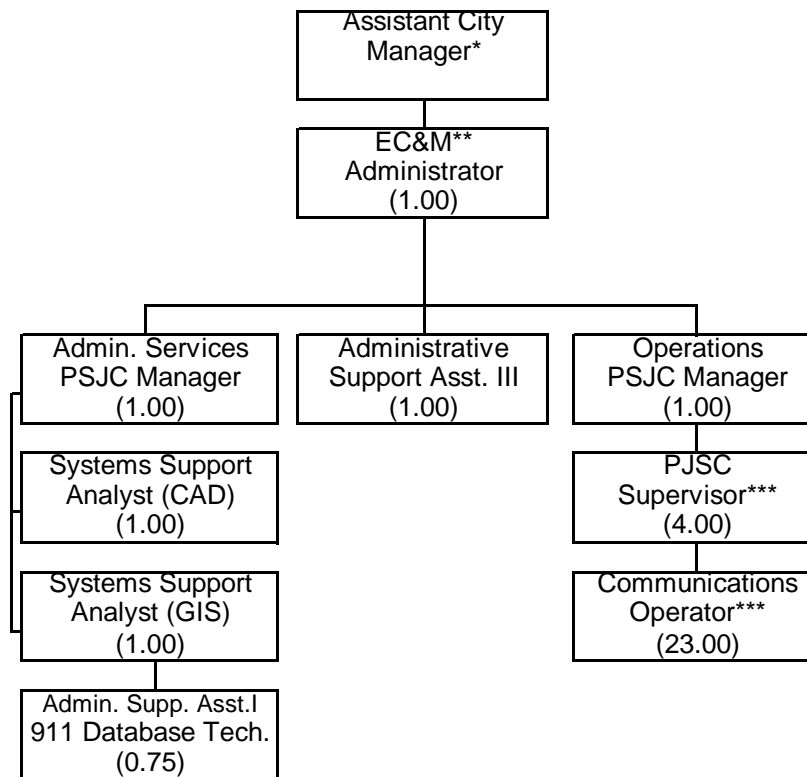 Assistant City
Manager*
EC&M**
Administrator
(1.00)
Admin. Services
PSJC Manager
(1.00)
Administrative
Support Asst. III
(1.00)
Operations
PSJC Manager
(1.00)
Systems Support
Analyst (CAD)
(1.00)
PJSC
Supervisor***
(4.00)
Systems Support
Analyst (GIS)
(1.00)
Communications
Operator***
(23.00)
Admin. Supp. Asst.I
911 Database Tech.
(0.75)